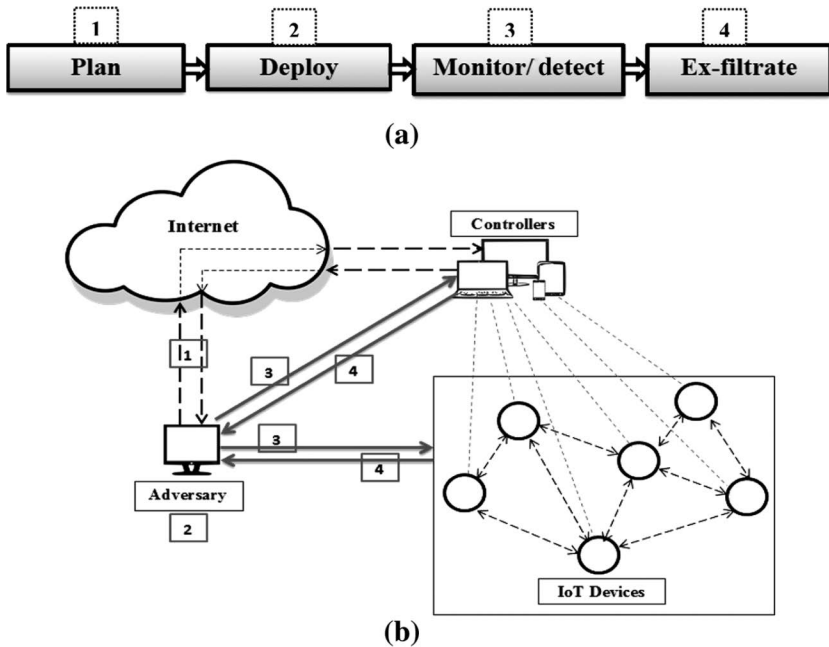 1 2 3 4
Plan Deploy Monitor/ detect Ex-filtrate
(a)
Internet
Controllers
1
3
4
3
4
Adversary
2
IoT Devices
(b)